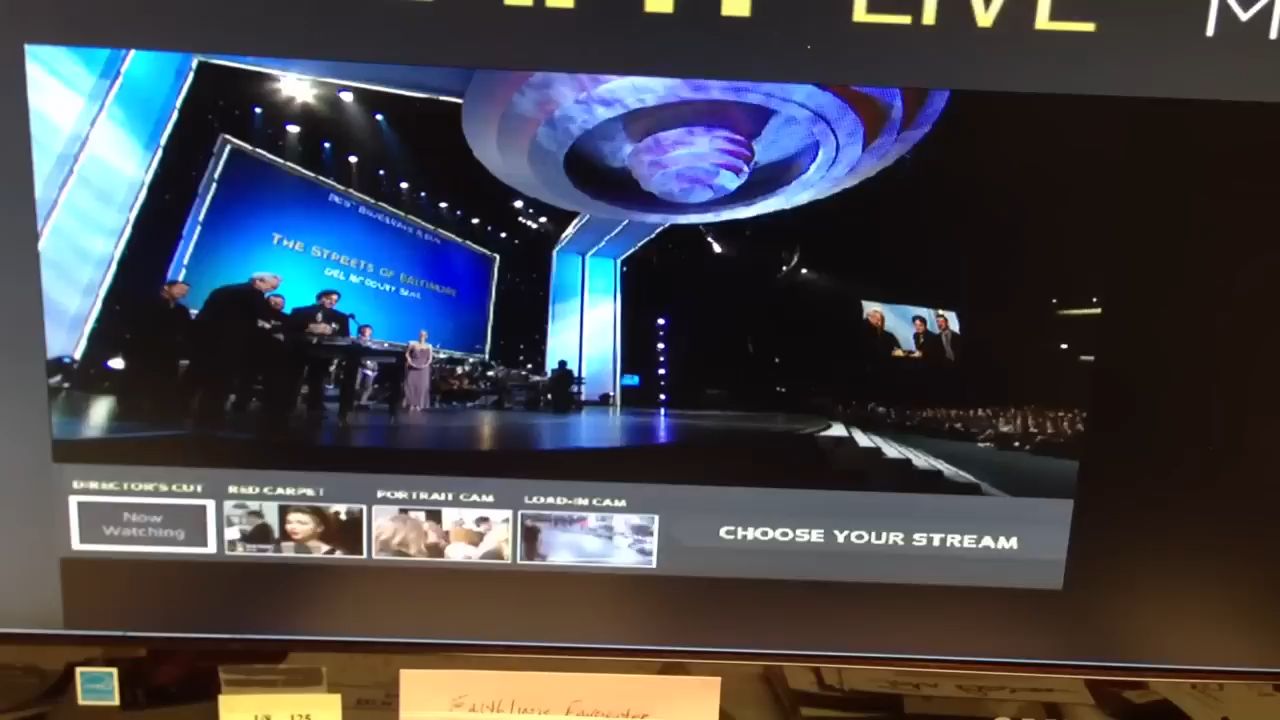 LIVE
THE STREETS OF BALTIMORE
DEL MCCOURY BAND
DIRECTOR'S CUT
RED CARPET
PORTRAIT CAM
LOAD-IN CAM
Now
Watching
CHOOSE YOUR STREAM